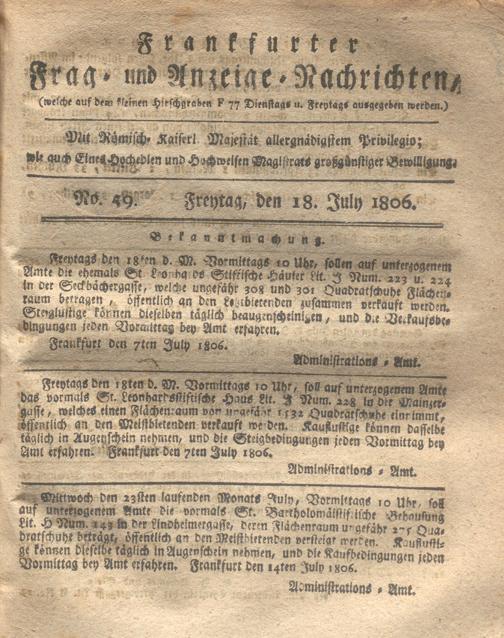 Frankfurter
Frag- und Anzeige-Nachrichten,
(welche auf dem kleinen Hirschgraben F 77 Dienstags u. Freytags ausgegeben werden.)
Mit Römisch. Kaiserl. Majestät allergnädigstem Privilegio;
wie auch Eines Hochedlen und Hochweisen Magistrats großgünstiger Bewilligung.
No. 49. Freytag, den 18. July 1806.
Bekanntmachung.
Freytags den 18ten d. M. Vormittags 10 Uhr, sollen auf unterzogenem
Amte die ehemals St. Leonhards Stiftische Häuser Lit. J Num. 223 u. 224
in der Seckbächergasse, welche ungefähr 308 und 301 Quadratschuhe Flächen-
raum betragen, öffentlich an den Letzbietenden zusammen verkauft werden.
Steiglustige können dieselben täglich beaugenscheinigen, und die Verkaufsbe-
dingungen jeden Vormittag bey Amt erfahren.
Frankfurt den 7ten July 1806.
Administrations-Amt.
Freytags den 18ten d. M. Vormittags 10 Uhr, soll auf unterzogenem Amte
das vormals St. Leonhardsstiftische Haus Lit. J Num. 228 in der Mainzer-
gasse, welches einen Flächenraum von ungefähr 1532 Quadratschuhe einnimmt,
öffentlich an den Meistbietenden verkauft werden. Kauflustige können dasselbe
täglich in Augenschein nehmen, und die Steigbedingungen jeden Vormittag bey
Amt erfahren. Frankfurt den 7ten July 1806.
Administrations-Amt.
Mittwoch den 23sten laufenden Monats July, Vormittags 10 Uhr, soll
auf unterzogenem Amte die vormals St. Bartholomäistiftische Behausung
Lit. H Num. 143 in der Lindheimergasse, deren Flächenraum ungefähr 275 Qua-
dratschuhe beträgt, öffentlich an den Meistbietenden versteigt werden. Kauflusti-
ge können dieselbe täglich in Augenschein nehmen, und die Kaufbedingungen jeden
Vormittag bey Amt erfahren. Frankfurt den 14ten July 1806.
Administrations-Amt.